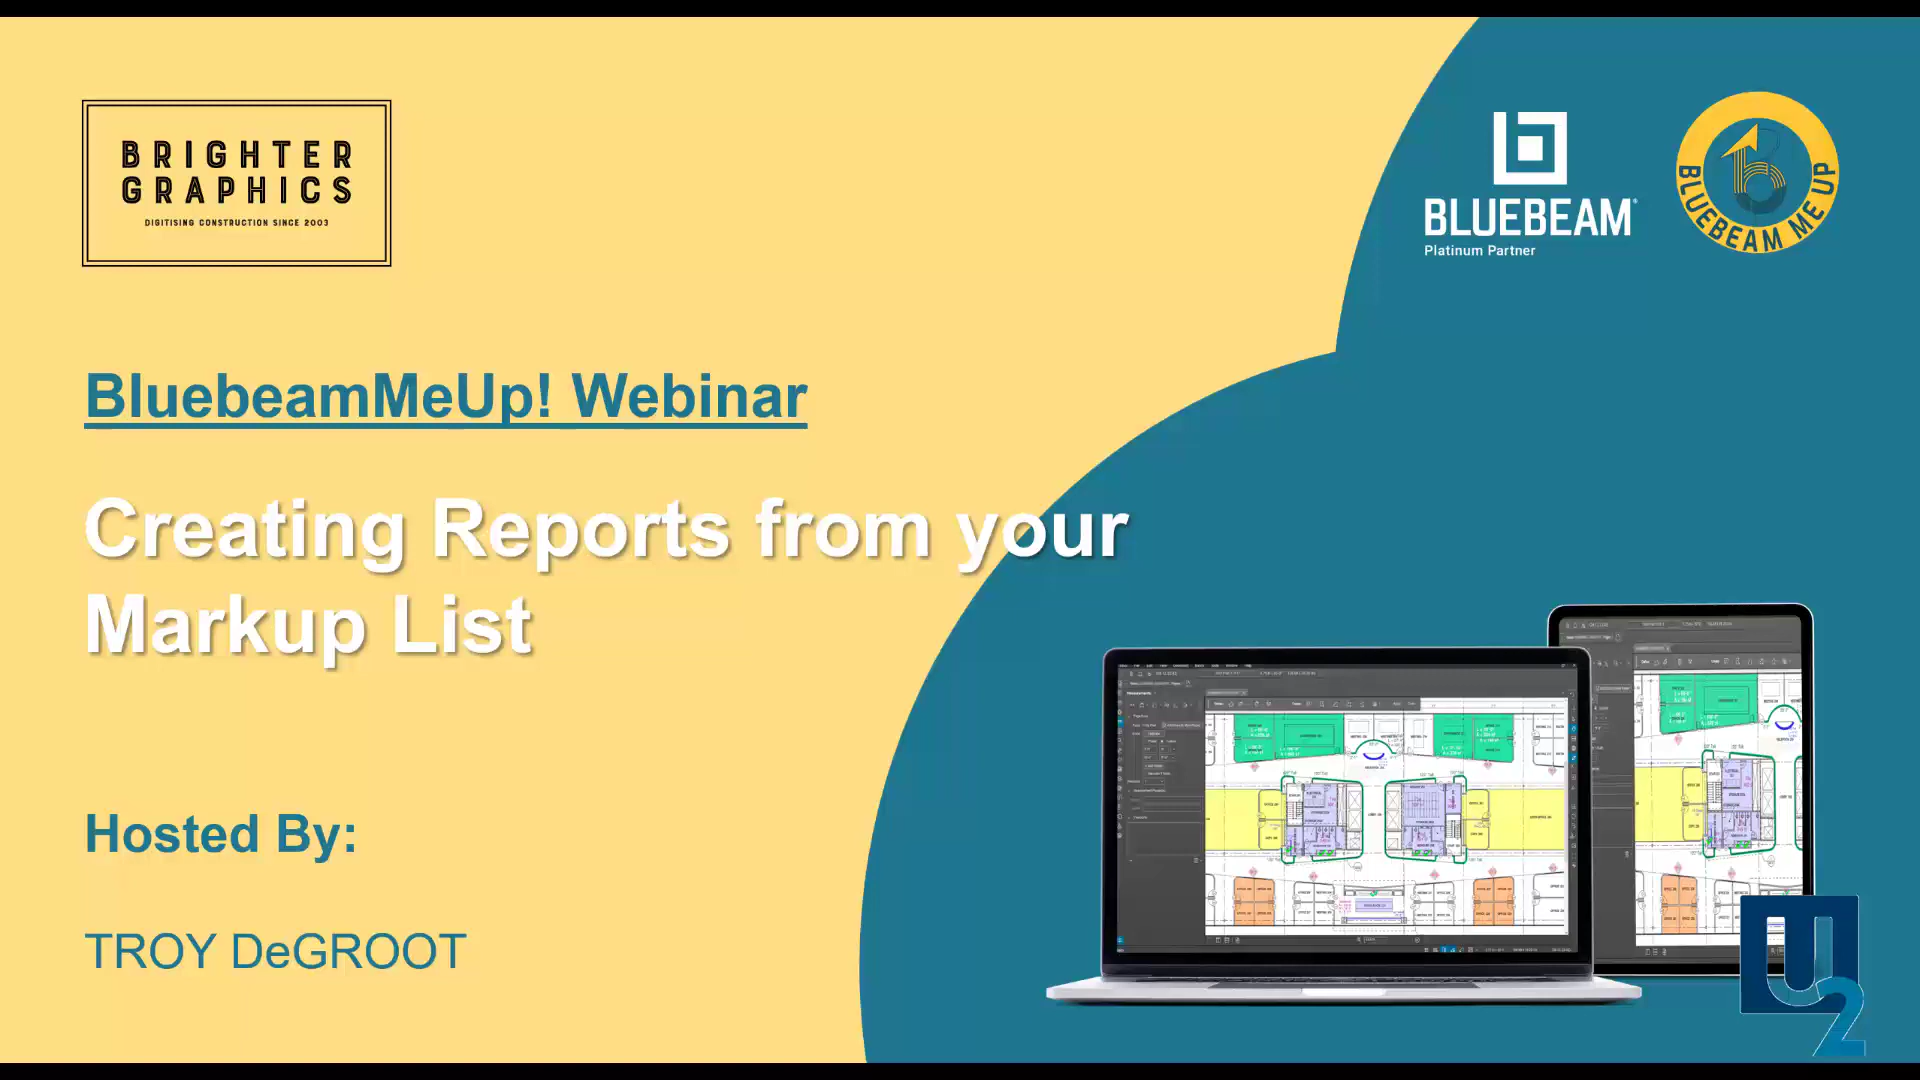 BRIGHTER
GRAPHICS
DIGITISING CONSTRUCTION SINCE 2003
BLUEBEAM®
Platinum Partner
BLUEBEAM ME UP
BluebeamMeUp! Webinar
Creating Reports from your
Markup List
Hosted By:
TROY DeGROOT
U2